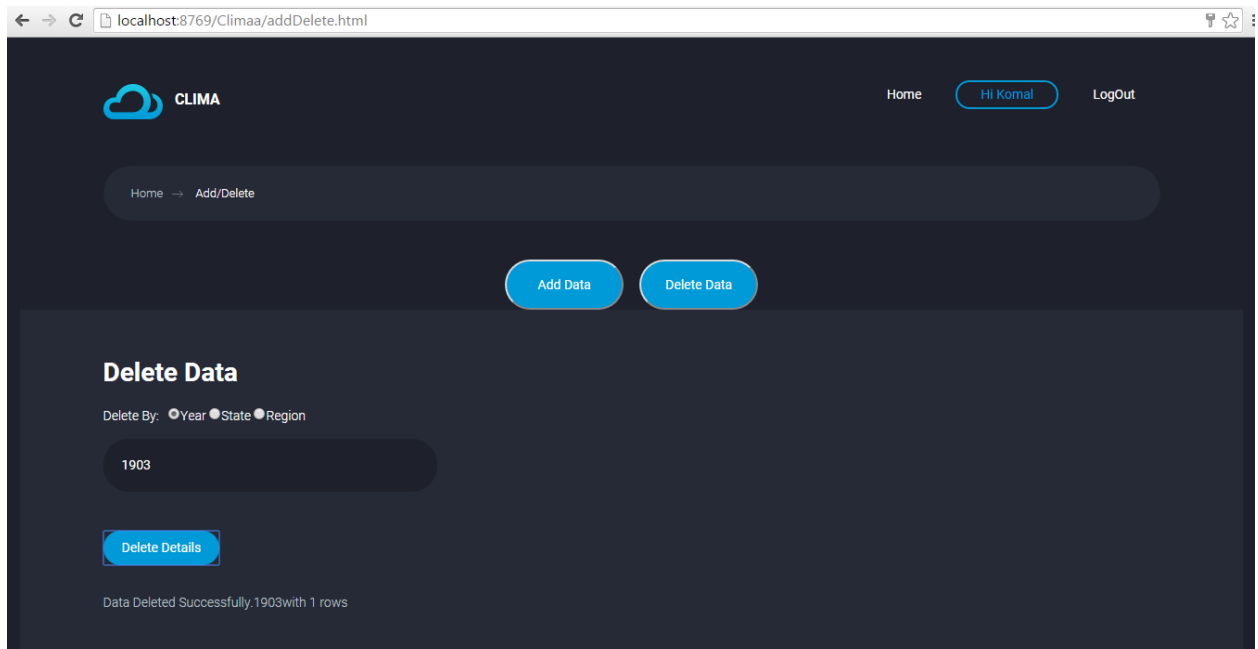 localhost:8769/Climaa/addDelete.html
CLIMA
Home Hi Komal LogOut
Home → Add/Delete
Add Data Delete Data
Delete Data
Delete By: Year State Region
1903
Delete Details
Data Deleted Successfully.1903with 1 rows